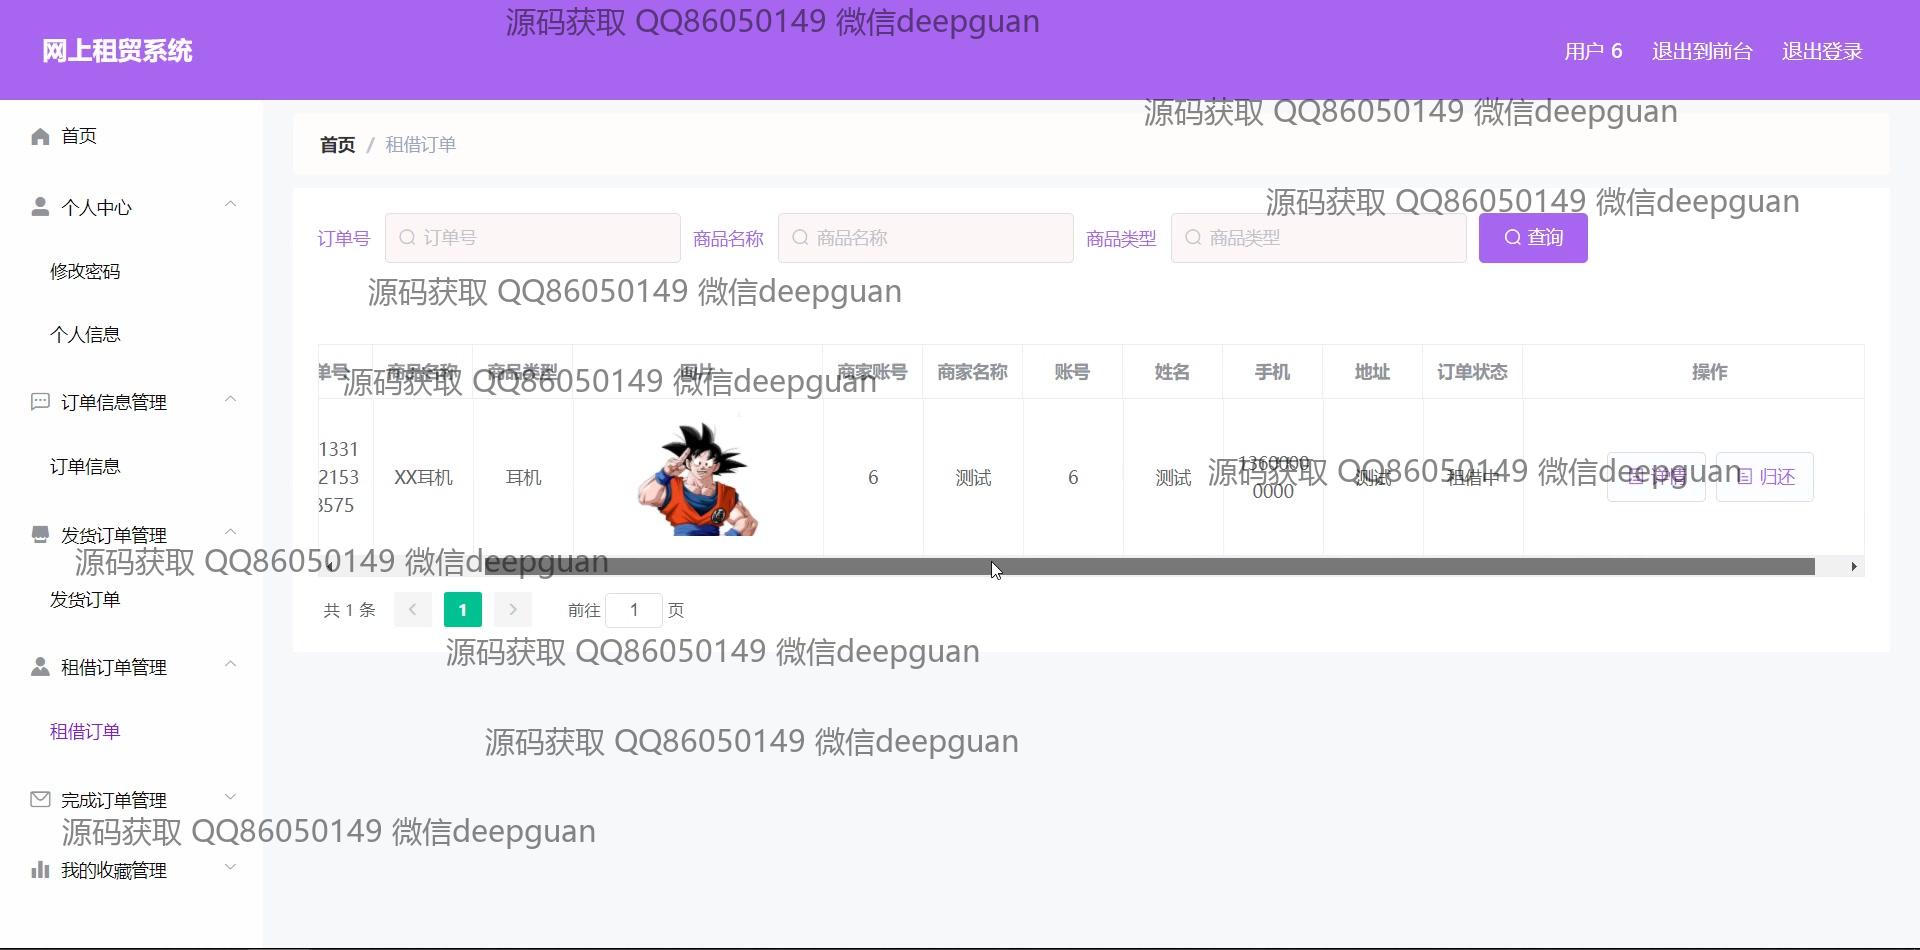 源码获取 QQ86050149 微信deepguan
网上租贸系统
用户 6 退出到前台 退出登录
源码获取 QQ86050149 微信deepguan
首页
首页 / 租借订单
个人中心
源码获取 QQ86050149 微信deepguan
订单号 订单号 商品名称 商品名称 商品类型 商品类型 查询
修改密码
源码获取 QQ86050149 微信deepguan
个人信息
单号 商品名称 商品类型 图片 商家账号 商家名称 账号 姓名 手机 地址 订单状态 操作
源码获取 QQ86050149 微信deepguan
订单信息管理
1331
2153
3575
XX耳机 耳机 6 测试 6 测试
1360000
0000
测试 租借中 详情 归还
源码获取 QQ86050149 微信deepguan
订单信息
发货订单管理
源码获取 QQ86050149 微信deepguan
发货订单
共 1 条 1 前往 1 页
源码获取 QQ86050149 微信deepguan
租借订单管理
租借订单
源码获取 QQ86050149 微信deepguan
完成订单管理
源码获取 QQ86050149 微信deepguan
我的收藏管理